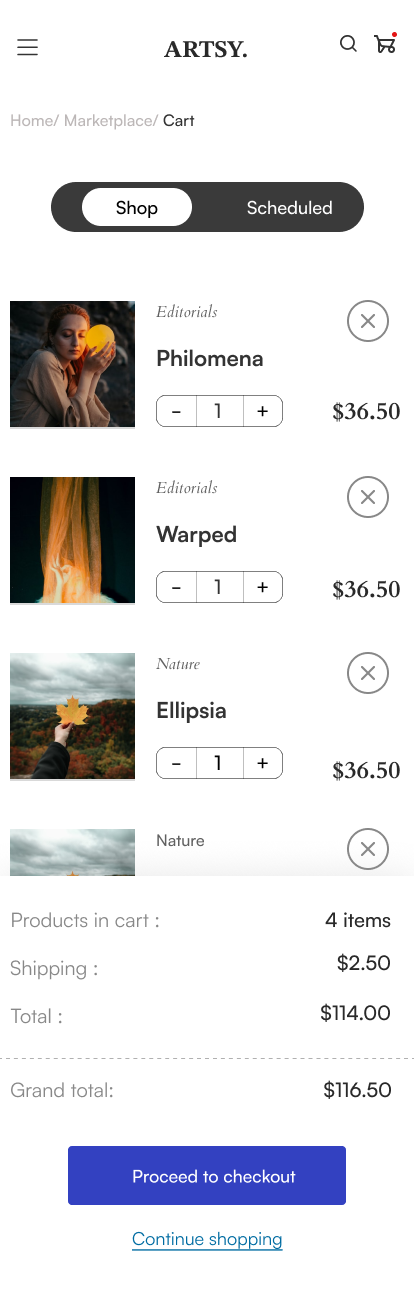 ARTSY.
Home/ Marketplace/ Cart
Shop Scheduled
Editorials
Philomena
- 1 +
$36.50
Editorials
Warped
- 1 +
$36.50
Nature
Ellipsia
- 1 +
$36.50
Nature
Products in cart : 4 items
Shipping : $2.50
Total : $114.00
Grand total: $116.50
Proceed to checkout
Continue shopping